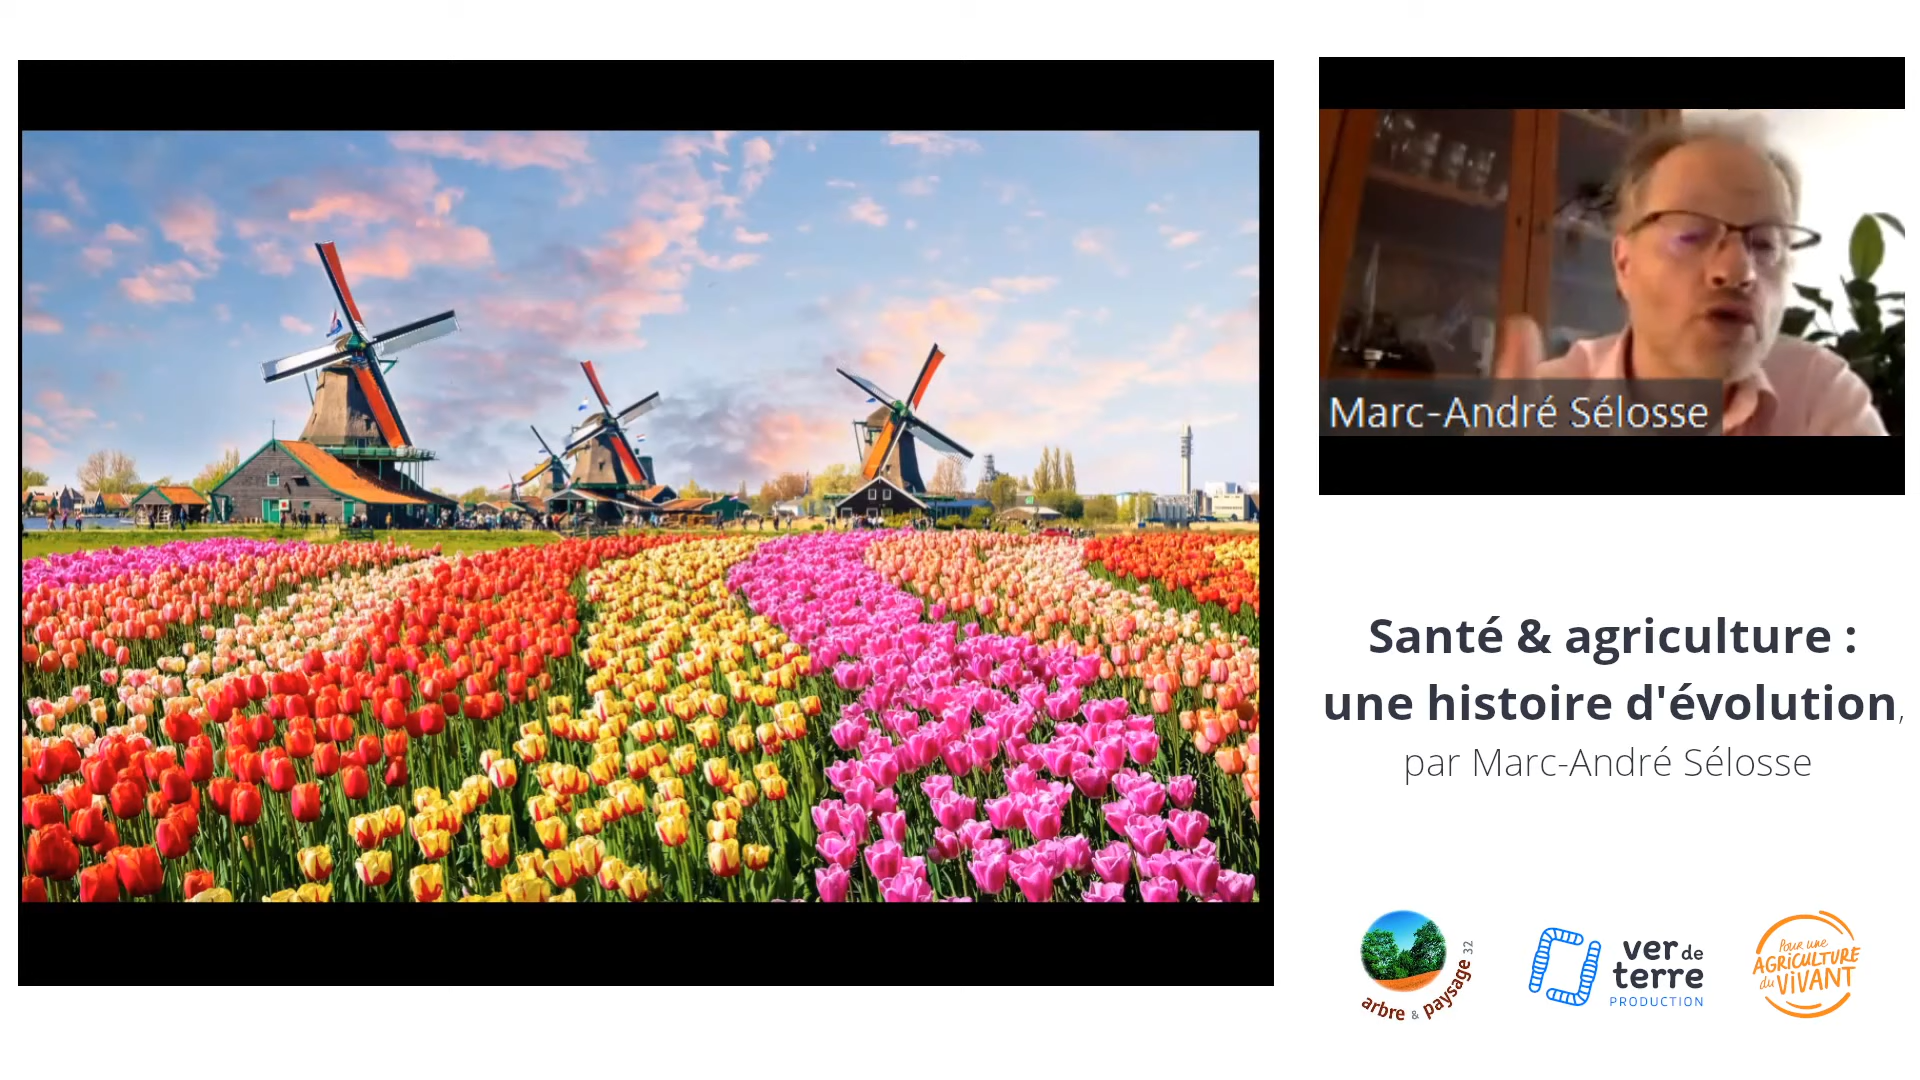 Marc-André Sélosse
Santé & agriculture :
une histoire d'évolution,
par Marc-André Sélosse
arbre & paysage 32
ver de
terre
PRODUCTION
Pour une
AGRICULTURE
du VIVANT